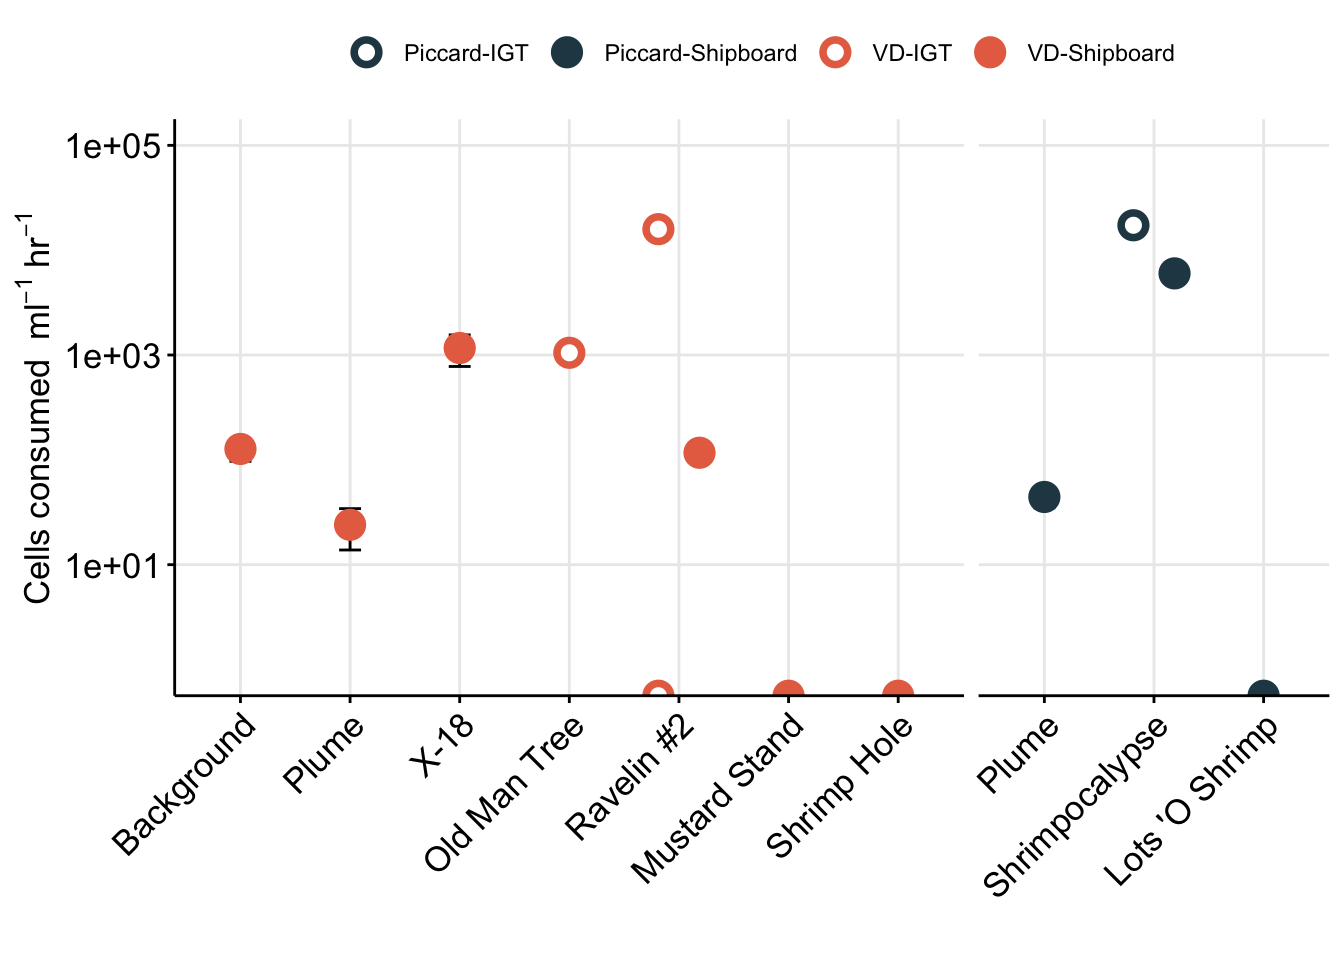 Piccard-IGT Piccard-Shipboard VD-IGT VD-Shipboard
Cells consumed ml⁻¹ hr⁻¹
1e+05
1e+03
1e+01
Background
Plume
X-18
Old Man Tree
Ravelin #2
Mustard Stand
Shrimp Hole
Plume
Shrimpocalypse
Lots 'O Shrimp